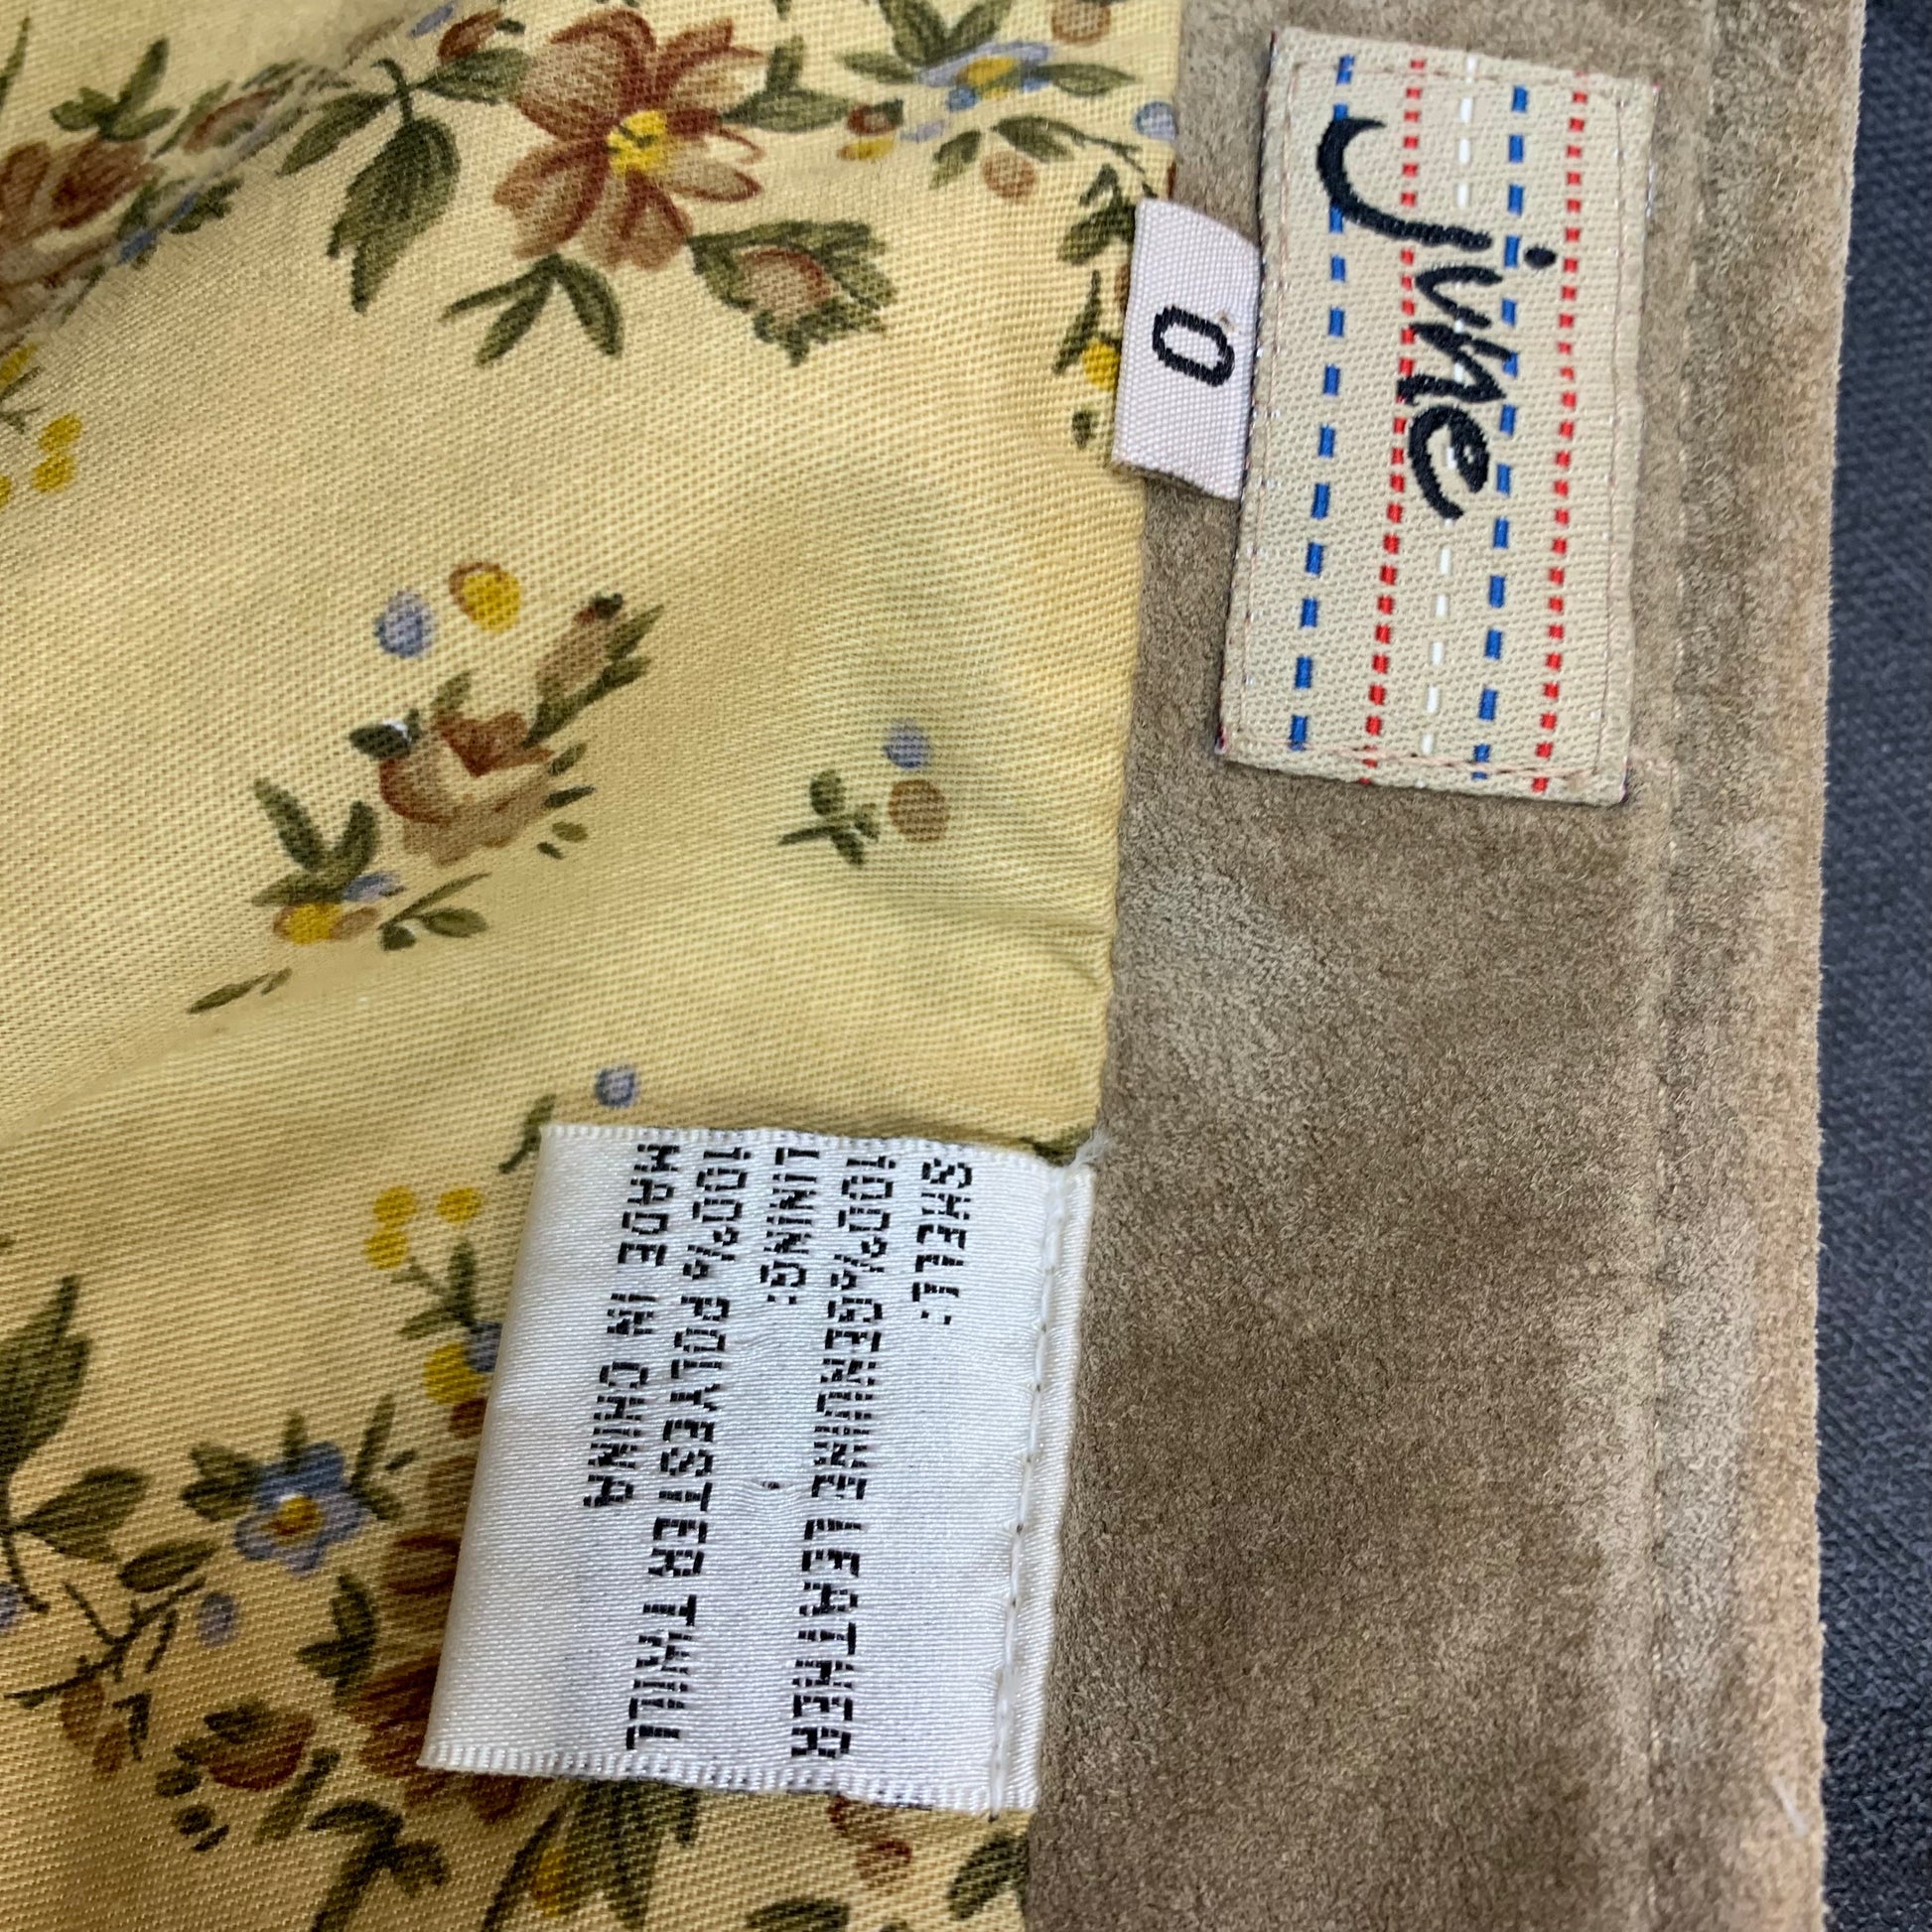 June
0
SHELL:
100%GENUINE LEATHER
LINING:
100% POLYESTER TWILL
MADE IN CHINA